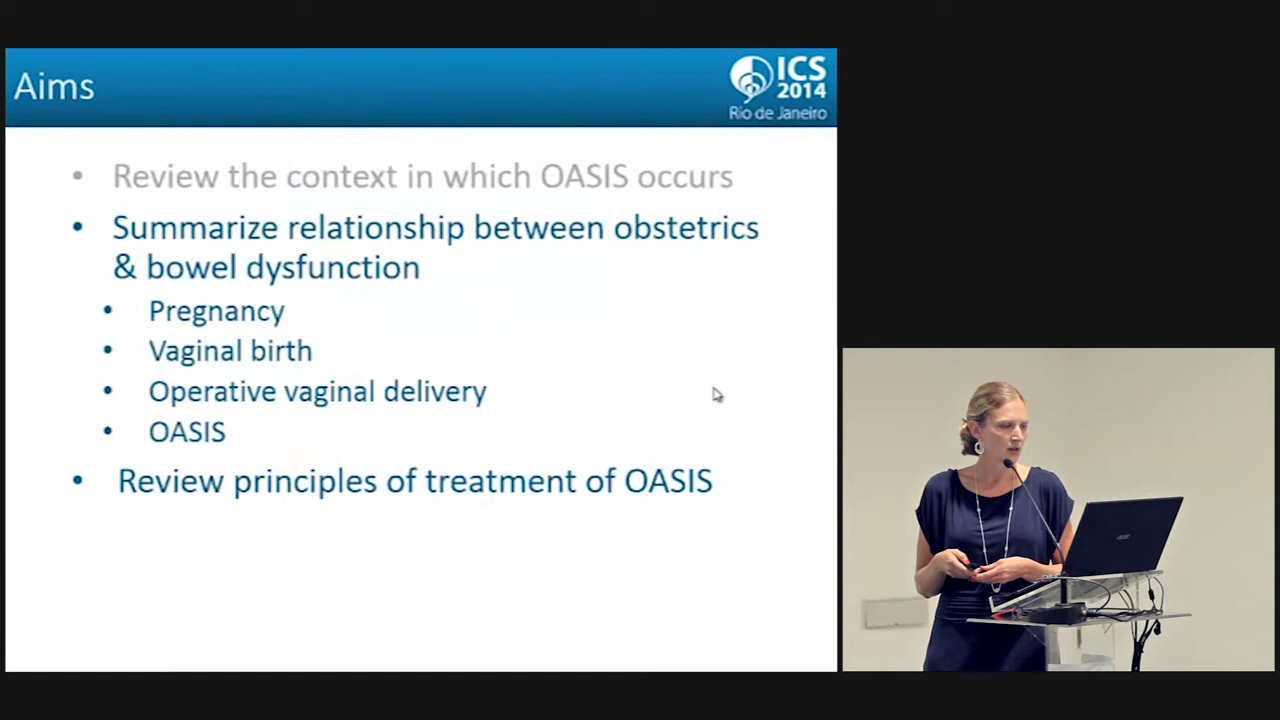 Aims
ICS
2014
Rio de Janeiro
• Review the context in which OASIS occurs
• Summarize relationship between obstetrics
& bowel dysfunction
• Pregnancy
• Vaginal birth
• Operative vaginal delivery
• OASIS
• Review principles of treatment of OASIS